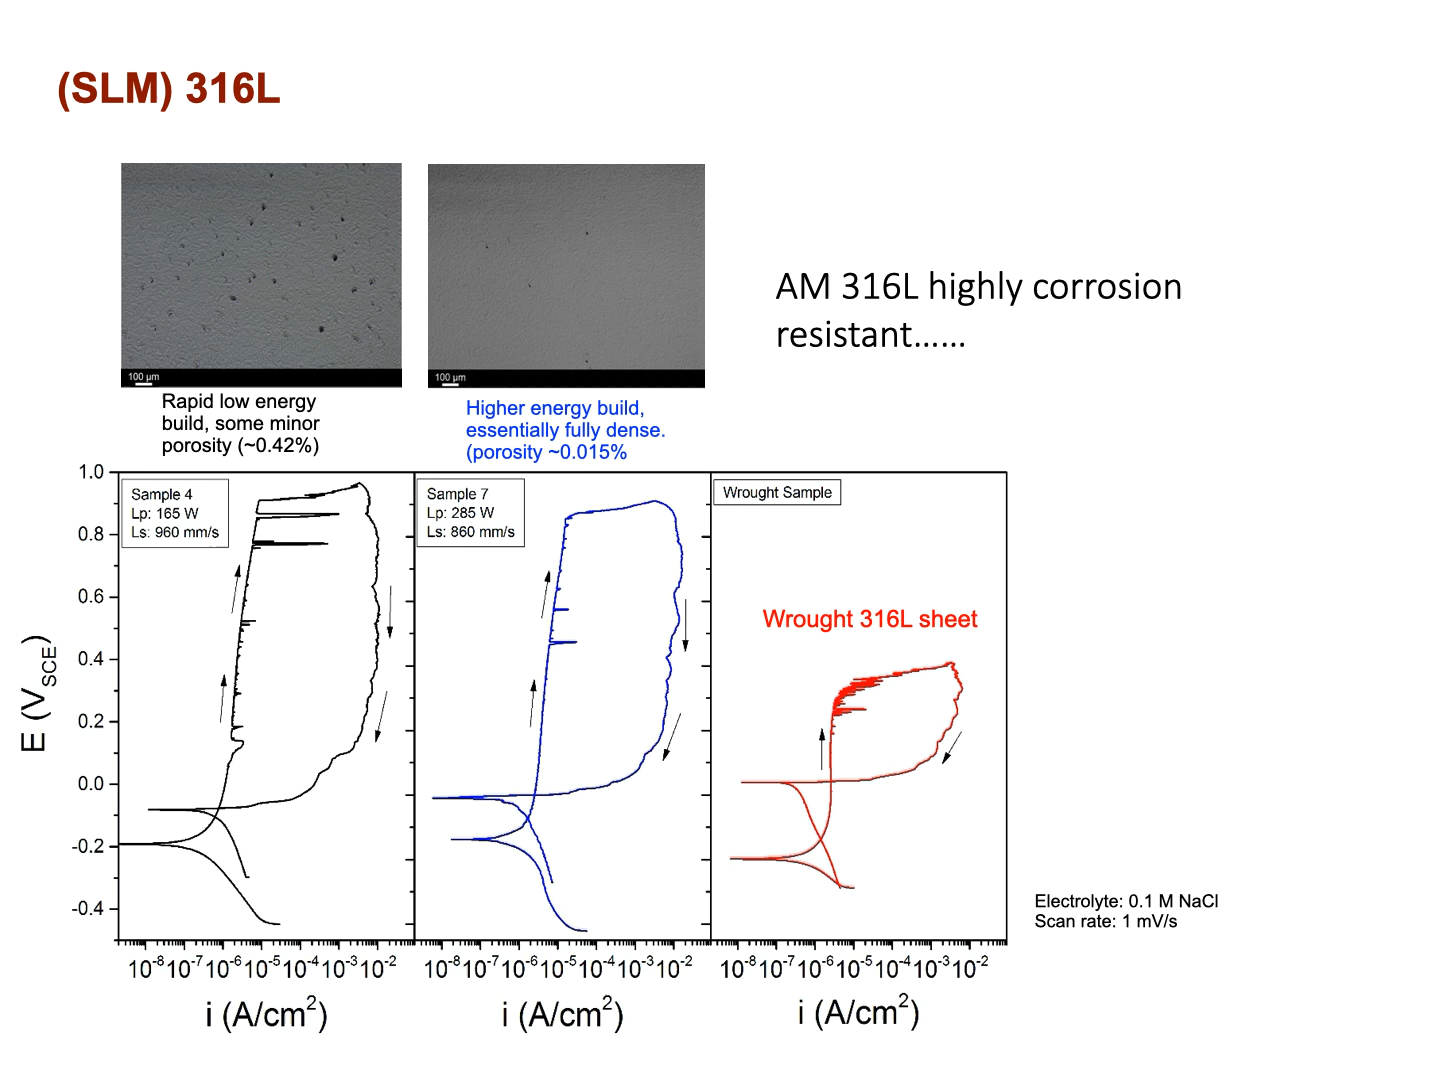 (SLM) 316L
AM 316L highly corrosion
resistant......
100 µm
100 µm
Rapid low energy
build, some minor
porosity (~0.42%)
Higher energy build,
essentially fully dense.
(porosity ~0.015%
E (V_SCE)
1.0
0.8
0.6
0.4
0.2
0.0
-0.2
-0.4
Sample 4
Lp: 165 W
Ls: 960 mm/s
Sample 7
Lp: 285 W
Ls: 860 mm/s
Wrought Sample
Wrought 316L sheet
10⁻⁸ 10⁻⁷ 10⁻⁶ 10⁻⁵ 10⁻⁴ 10⁻³ 10⁻²
10⁻⁸ 10⁻⁷ 10⁻⁶ 10⁻⁵ 10⁻⁴ 10⁻³ 10⁻²
10⁻⁸ 10⁻⁷ 10⁻⁶ 10⁻⁵ 10⁻⁴ 10⁻³ 10⁻²
i (A/cm²)
i (A/cm²)
i (A/cm²)
Electrolyte: 0.1 M NaCl
Scan rate: 1 mV/s